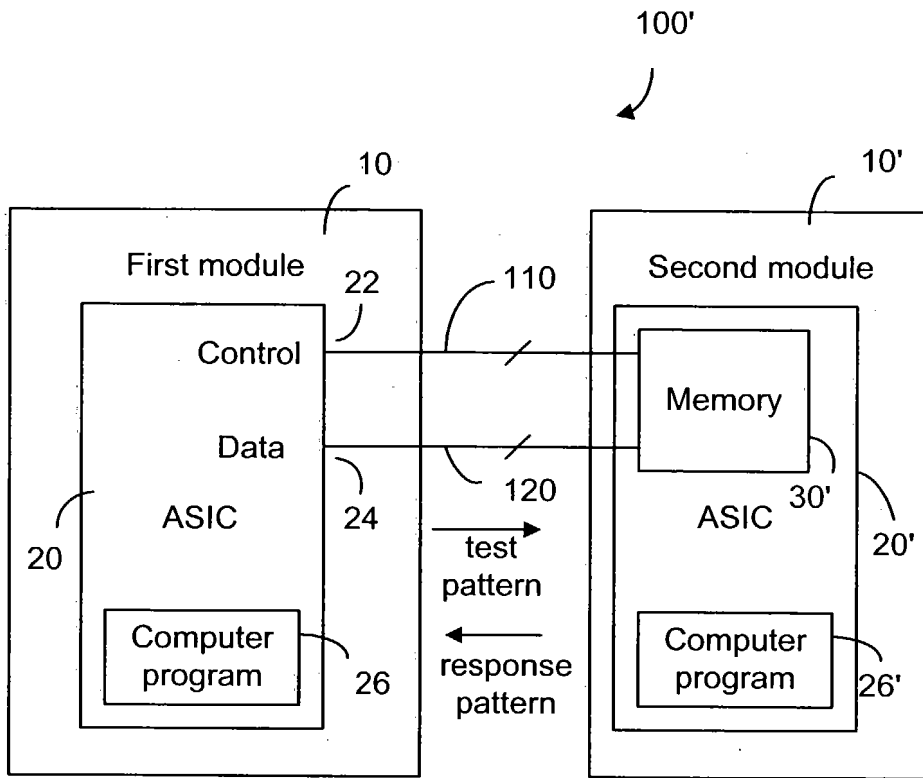 100'
10
10'
First module
Second module
22
110
Control
Memory
Data
120
30'
24
20
ASIC
ASIC
20'
test
pattern
Computer
program
26
response
pattern
Computer
program
26'